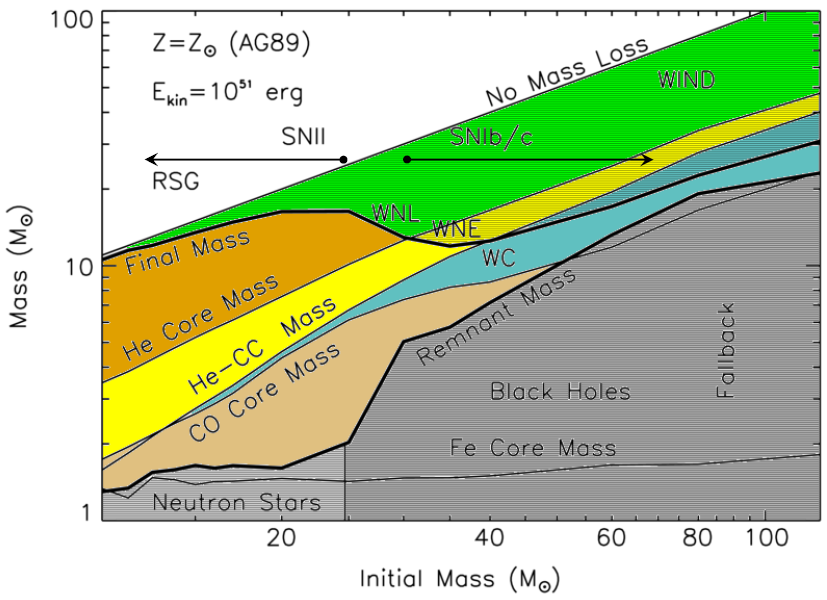 100
Z=Z☉ (AG89)
No Mass Loss
WIND
E_kin=10^51 erg
SNII
SNIb/c
RSG
WNL
WNE
Final Mass
WC
10
He Core Mass
Remnant Mass
He-CC Mass
CO Core Mass
Fallback
Black Holes
Fe Core Mass
Neutron Stars
1
Mass (M☉)
20
40
60
80
100
Initial Mass (M☉)